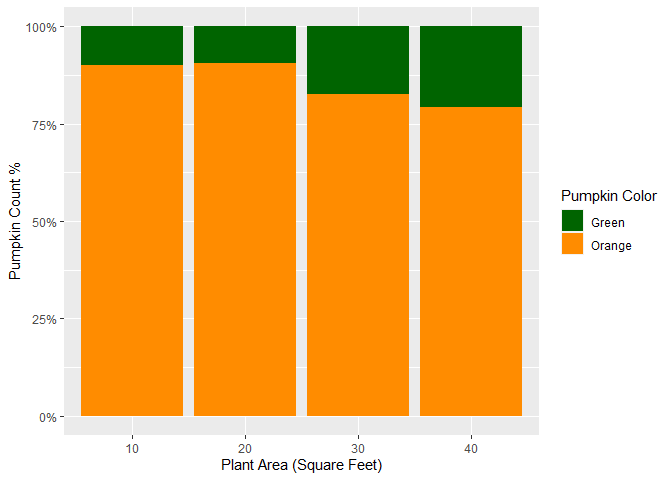 100%
75%
50%
25%
0%
Pumpkin Count %
10 20 30 40
Plant Area (Square Feet)
Pumpkin Color
Green
Orange